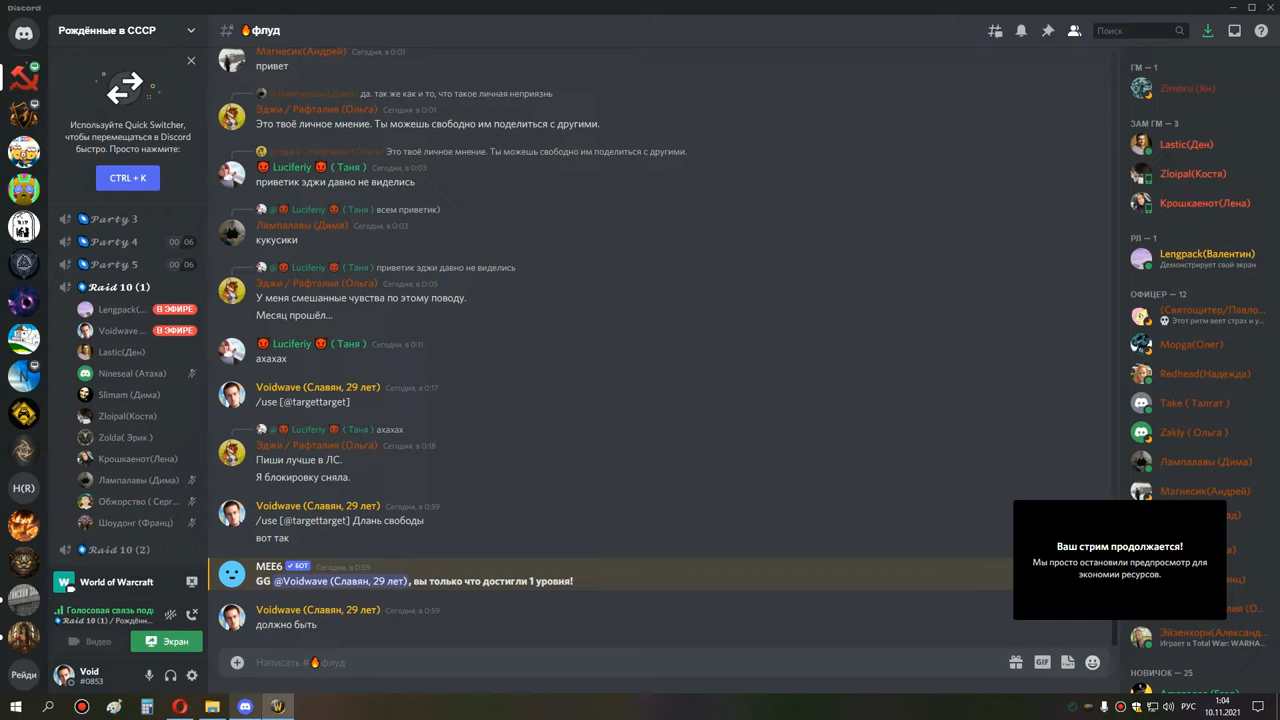 Discord
Рождённые в СССР
Используйте Quick Switcher,
чтобы перемещаться в Discord
быстро. Просто нажмите:
CTRL + K
Party 3
Party 4 00 06
Party 5 00 06
Raid 10 (1)
Lengpack(... В ЭФИРЕ
Voidwave ... В ЭФИРЕ
Lastic(Ден)
Nineseal (Атаха)
Slimam (Дима)
Zloipal(Костя)
Zolda( Эрик )
Крошкаенот(Лена)
Лампалавы (Дима)
Обжорство ( Серг...
Шоудонг (Франц)
Raid 10 (2)
World of Warcraft
Голосовая связь под
Raid 10 (1) / Рождённ
Видео
Экран
Void
#0853
H(R)
Рейди
флуд
Поиск
Магнесик(Андрей) Сегодня, в 0:01
привет
да. так же как и то, что такое личная неприязнь
Эджи / Рафталия (Ольга) Сегодня, в 0:01
Это твоё личное мнение. Ты можешь свободно им поделиться с другими.
Это твоё личное мнение. Ты можешь свободно им поделиться с другими.
Luciferiy ( Таня ) Сегодня, в 0:03
приветик эджи давно не виделись
@ Luciferiy ( Таня ) всем приветик)
Лампалавы (Дима) Сегодня, в 0:03
кукусики
@ Luciferiy ( Таня ) приветик эджи давно не виделись
Эджи / Рафталия (Ольга) Сегодня, в 0:05
У меня смешанные чувства по этому поводу.
Месяц прошёл...
Luciferiy ( Таня ) Сегодня, в 0:11
ахахах
Voidwave (Славян, 29 лет) Сегодня, в 0:17
/use [@targettarget]
@ Luciferiy ( Таня ) ахахах
Эджи / Рафталия (Ольга) Сегодня, в 0:18
Пиши лучше в ЛС.
Я блокировку сняла.
Voidwave (Славян, 29 лет) Сегодня, в 0:59
/use [@targettarget] Длань свободы
вот так
MEE6 БОТ Сегодня, в 0:59
GG @Voidwave (Славян, 29 лет), вы только что достигли 1 уровня!
Voidwave (Славян, 29 лет) Сегодня, в 0:59
должно быть
Написать # флуд
GIF
ГМ — 1
Zimbru (Ян)
ЗАМ ГМ — 3
Lastic(Ден)
Zloipal(Костя)
Крошкаенот(Лена)
РЛ — 1
Lengpack(Валентин)
Демонстрирует свой экран
ОФИЦЕР — 12
(Святощитер/Павло...
Этот ритм веет страх и у...
Морда(Олег)
Redhead(Надежда)
Take ( Талгат )
Zakly ( Ольга )
Лампалавы (Дима)
Магнесик(Андрей)
Ваш стрим продолжается!
Мы просто остановили предпросмотр для
экономии ресурсов.
Эйзенхорн(Александ...
Играет в Total War: WARHA...
НОВИЧОК — 25
РУС
1:04
10.11.2021